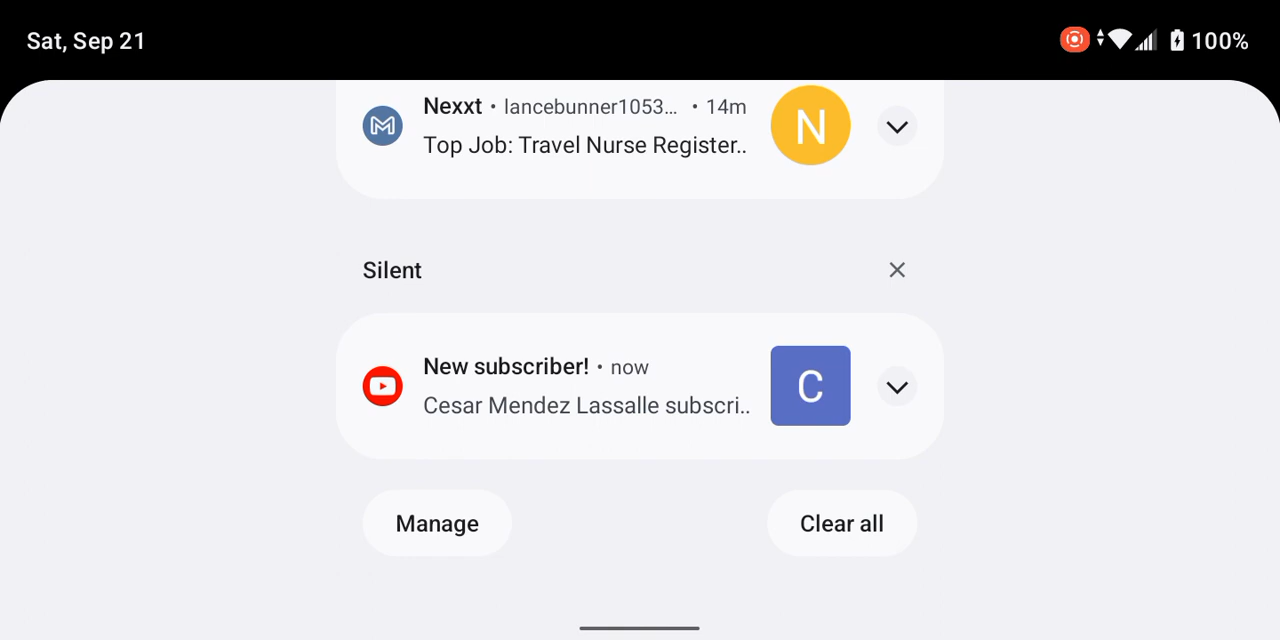 Sat, Sep 21
100%
Nexxt • lancebunner1053... • 14m
Top Job: Travel Nurse Register..
N
Silent
New subscriber! • now
Cesar Mendez Lassalle subscri..
C
Manage
Clear all